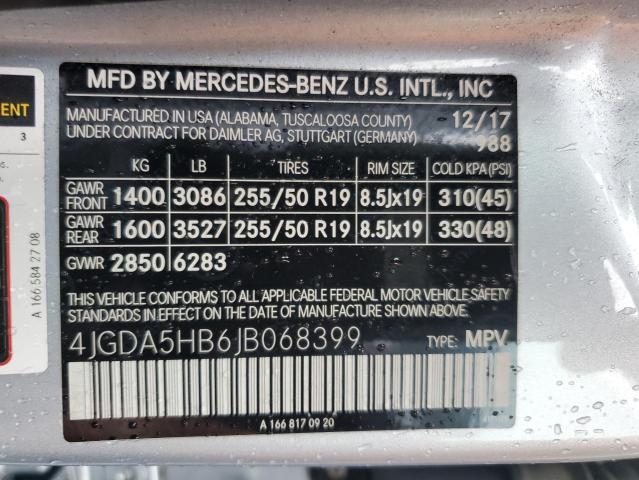 MFD BY MERCEDES-BENZ U.S. INTL., INC
MANUFACTURED IN USA (ALABAMA, TUSCALOOSA COUNTY) 12/17
UNDER CONTRACT FOR DAIMLER AG, STUTTGART (GERMANY) 988
KG LB TIRES RIM SIZE COLD KPA (PSI)
GAWR FRONT 1400 3086 255/50 R19 8.5Jx19 310(45)
GAWR REAR 1600 3527 255/50 R19 8.5Jx19 330(48)
GVWR 2850 6283
THIS VEHICLE CONFORMS TO ALL APPLICABLE FEDERAL MOTOR VEHICLE SAFETY
STANDARDS IN EFFECT ON THE DATE OF MANUFACTURE SHOWN ABOVE.
4JGDA5HB6JB068399 TYPE: MPV
A 166 817 09 20
3
A 166 584 27 08